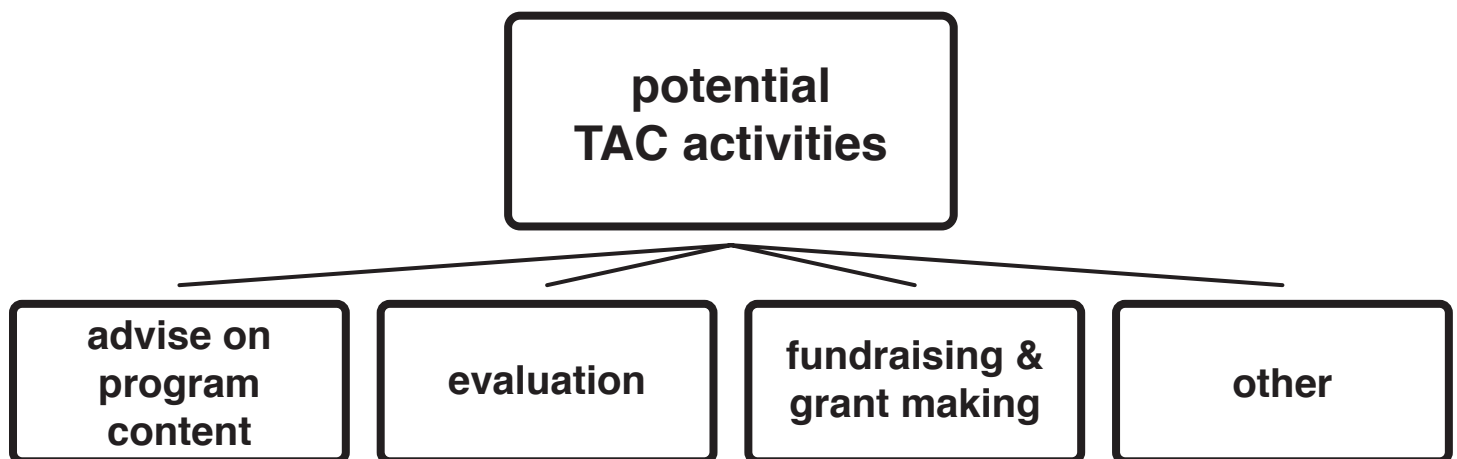 potential
TAC activities
advise on
program
content
evaluation
fundraising &
grant making
other